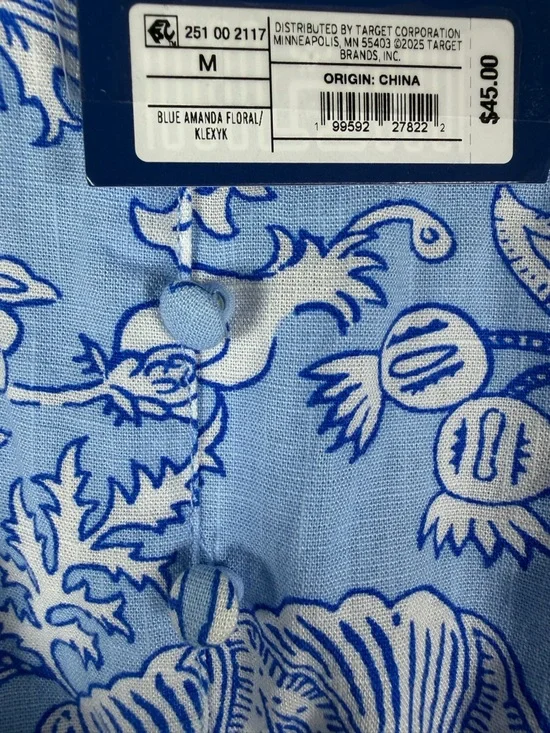 251 00 2117
M
BLUE AMANDA FLORAL/
KLEXYK
DISTRIBUTED BY TARGET CORPORATION
MINNEAPOLIS, MN 55403 ©2025 TARGET
BRANDS, INC.
ORIGIN: CHINA
1 99592 27822 2
$45.00